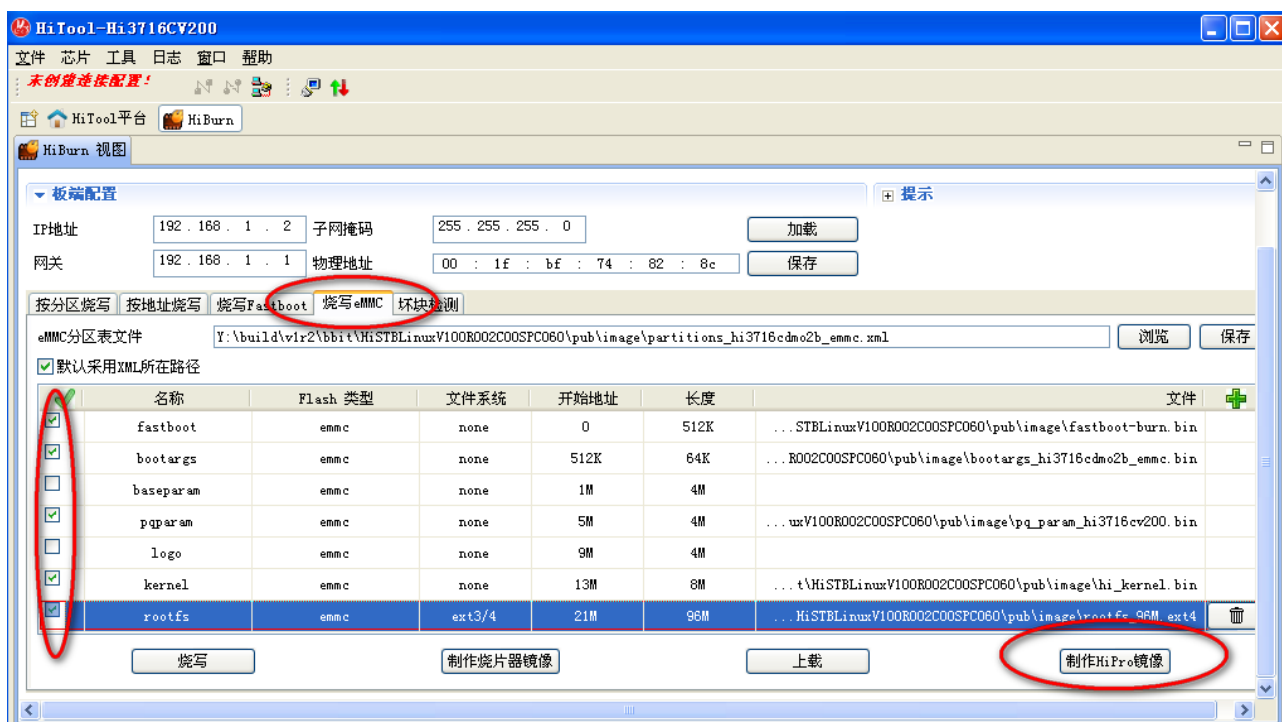 HiTool-Hi3716CV200
文件 芯片 工具 日志 窗口 帮助
未创建连接配置!
HiTool平台 HiBurn
HiBurn 视图
板端配置 提示
IP地址 192 . 168 . 1 . 2 子网掩码 255 . 255 . 255 . 0 加载
网关 192 . 168 . 1 . 1 物理地址 00 : 1f : bf : 74 : 82 : 8c 保存
按分区烧写 按地址烧写 烧写Fastboot 烧写eMMC 坏块检测
eMMC分区表文件 Y:\build\v1r2\bbit\HiSTBLinuxV100R002C00SPC060\pub\image\partitions_hi3716cdmo2b_emmc.xml 浏览 保存
默认采用XML所在路径
名称 Flash 类型 文件系统 开始地址 长度 文件
fastboot emmc none 0 512K ...STBLinuxV100R002C00SPC060\pub\image\fastboot-burn.bin
bootargs emmc none 512K 64K ...R002C00SPC060\pub\image\bootargs_hi3716cdmo2b_emmc.bin
baseparam emmc none 1M 4M
pqparam emmc none 5M 4M ...uxV100R002C00SPC060\pub\image\pq_param_hi3716cv200.bin
logo emmc none 9M 4M
kernel emmc none 13M 8M ...t\HiSTBLinuxV100R002C00SPC060\pub\image\hi_kernel.bin
rootfs emmc ext3/4 21M 96M ...HiSTBLinuxV100R002C00SPC060\pub\image\rootfs_96M.ext4
烧写 制作烧片器镜像 上载 制作HiPro镜像